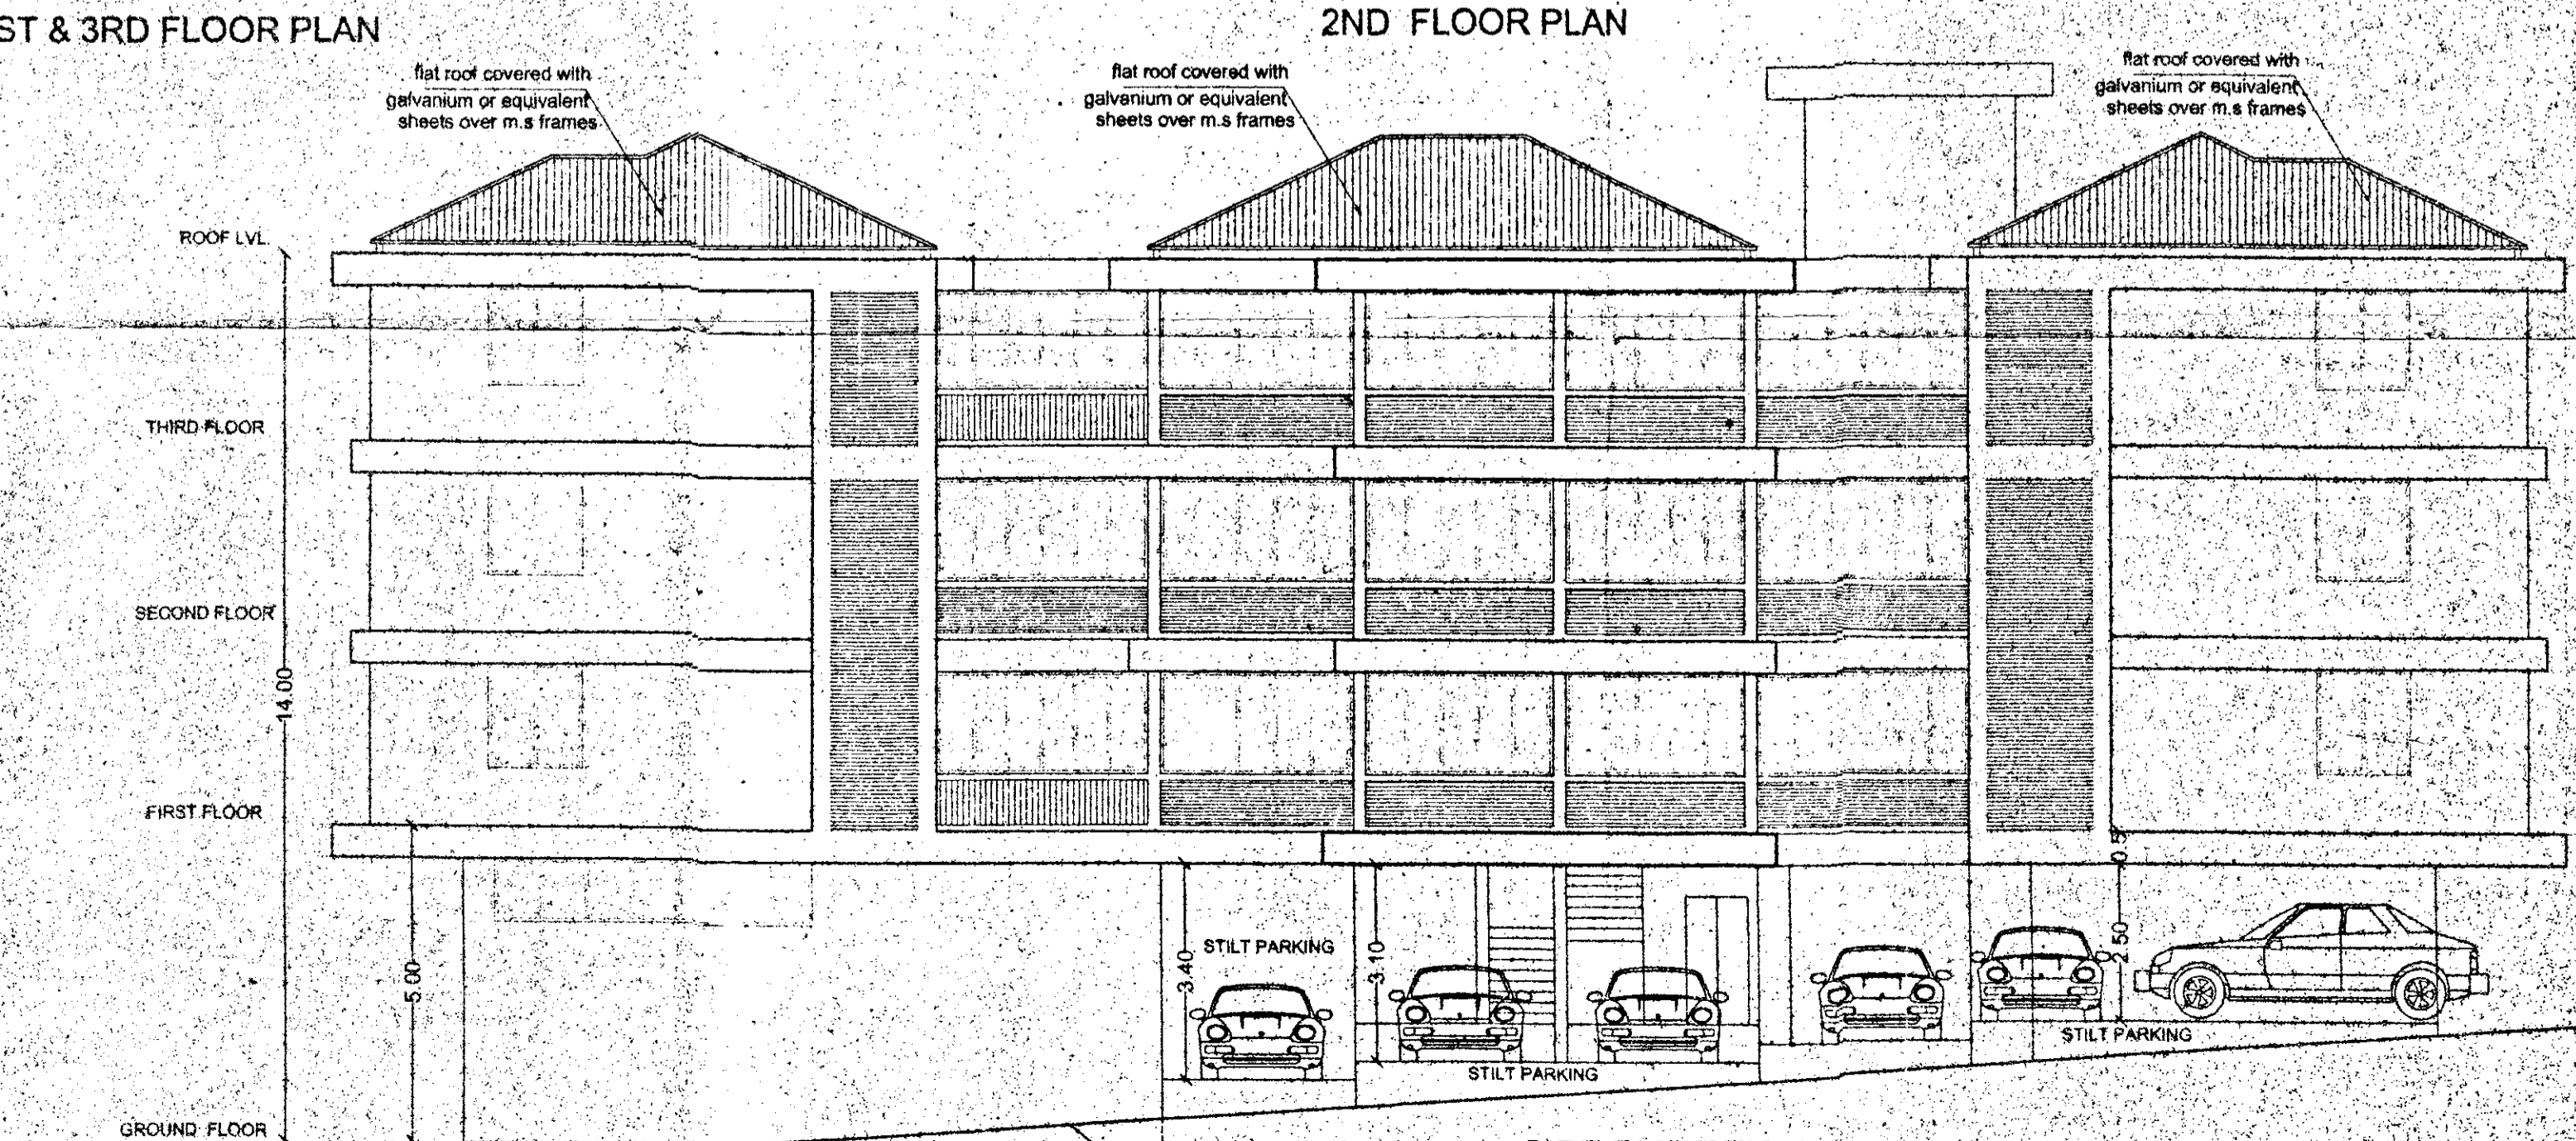 ST & 3RD FLOOR PLAN
2ND FLOOR PLAN
flat roof covered with
galvanium or equivalent
sheets over m.s frames
flat roof covered with
galvanium or equivalent
sheets over m.s frames
flat roof covered with
galvanium or equivalent
sheets over m.s frames
ROOF LVL.
THIRD FLOOR
SECOND FLOOR
14.00
FIRST FLOOR
0.5
5.00
3.40
STILT PARKING
3.10
2.50
STILT PARKING
STILT PARKING
GROUND FLOOR